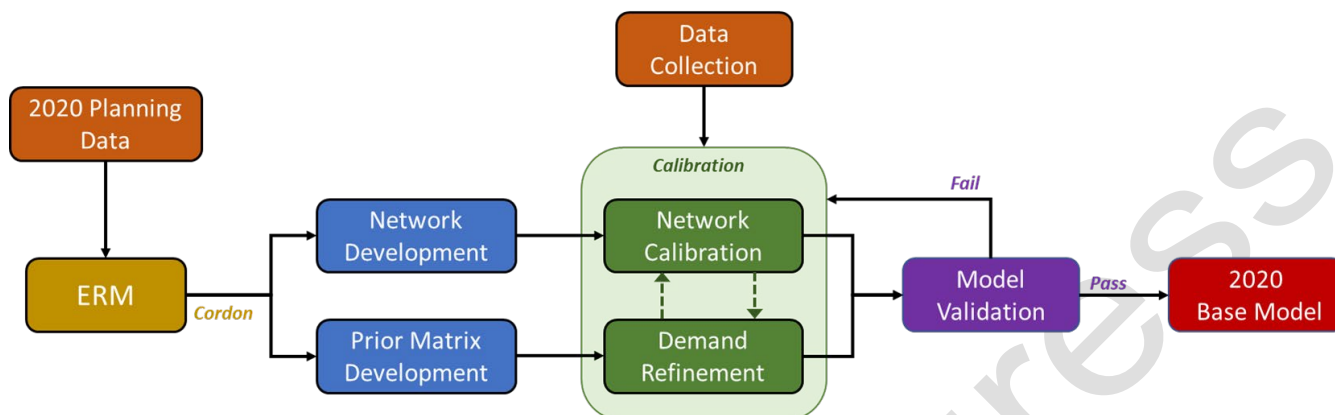 Data
Collection
2020 Planning
Data
Calibration
Fail
Network
Development
Network
Calibration
ERM
Cordon
Model
Validation
Pass
2020
Base Model
Prior Matrix
Development
Demand
Refinement
ress